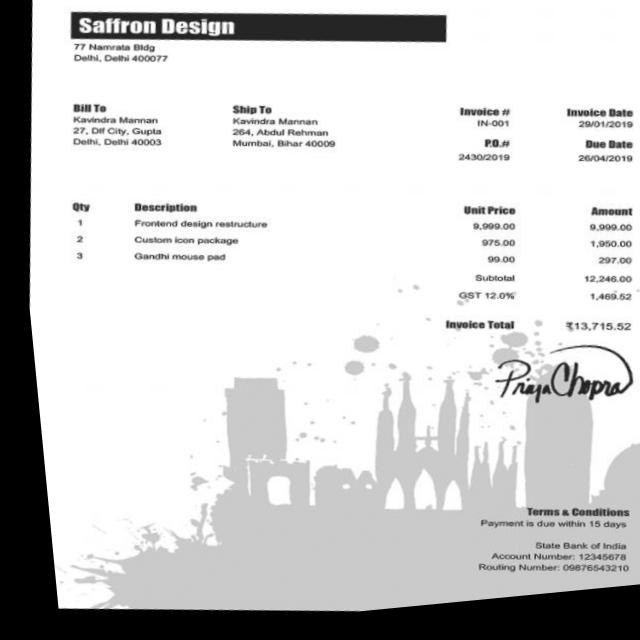 Saffron Design
77 Namrata Bldg
Delhi, Delhi 400077
Bill To
Kavindra Mannan
27, Dlf City, Gupta
Delhi, Delhi 40003
Ship To
Kavindra Mannan
264, Abdul Rehman
Mumbai, Bihar 40009
Invoice #
IN-001
P.O.#
2430/2019
Invoice Date
29/01/2019
Due Date
26/04/2019
Qty Description Unit Price Amount
1 Frontend design restructure 9,999.00 9,999.00
2 Custom icon package 975.00 1,950.00
3 Gandhi mouse pad 99.00 297.00
Subtotal 12,246.00
GST 12.0% 1,469.52
Invoice Total ₹13,715.52
Priya Chopra
Terms & Conditions
Payment is due within 15 days
State Bank of India
Account Number: 12345678
Routing Number: 09876543210